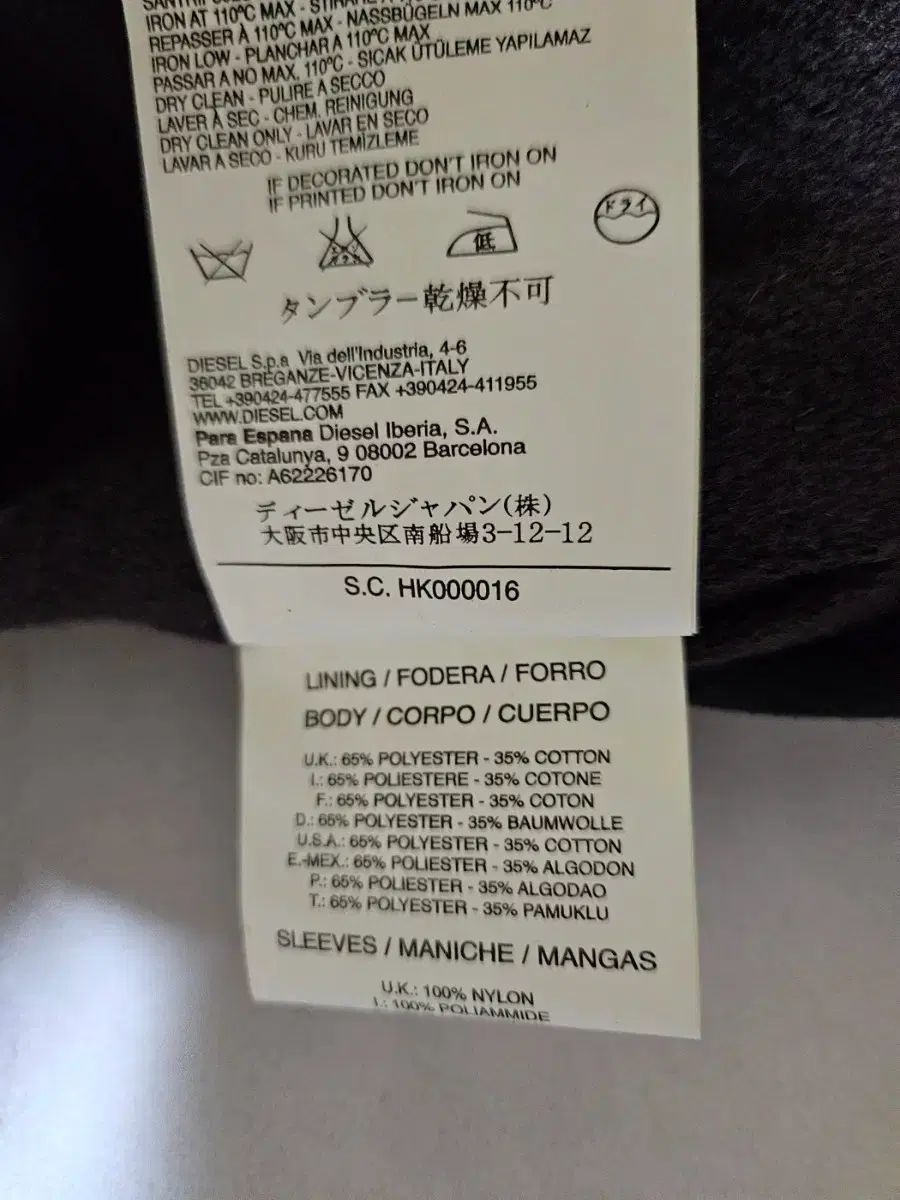 IRON AT 110°C MAX -
REPASSER À 110°C MAX - NASSBÜGELN MAX 110°C
IRON LOW - PLANCHAR A 110°C MAX
PASSAR A NO MAX. 110°C - SICAK ÜTÜLEME YAPILAMAZ
DRY CLEAN - PULIRE A SECCO
LAVER À SEC - CHEM. REINIGUNG
DRY CLEAN ONLY - LAVAR EN SECO
LAVAR A SECO - KURU TEMİZLEME
IF DECORATED DON'T IRON ON
IF PRINTED DON'T IRON ON
低 ドライ
タンブラー乾燥不可
DIESEL S.p.a Via dell'Industria, 4-6
36042 BREGANZE-VICENZA-ITALY
TEL +390424-477555 FAX +390424-411955
WWW.DIESEL.COM
Para Espana Diesel Iberia, S.A.
Pza Catalunya, 9 08002 Barcelona
CIF no: A62226170
ディーゼルジャパン(株)
大阪市中央区南船場3-12-12
S.C. HK000016
LINING / FODERA / FORRO
BODY / CORPO / CUERPO
U.K.: 65% POLYESTER - 35% COTTON
I.: 65% POLIESTERE - 35% COTONE
F.: 65% POLYESTER - 35% COTON
D.: 65% POLYESTER - 35% BAUMWOLLE
U.S.A.: 65% POLYESTER - 35% COTTON
E.-MEX.: 65% POLIESTER - 35% ALGODON
P.: 65% POLIESTER - 35% ALGODAO
T.: 65% POLYESTER - 35% PAMUKLU
SLEEVES / MANICHE / MANGAS
U.K.: 100% NYLON
I.: 100% POLIAMMIDE